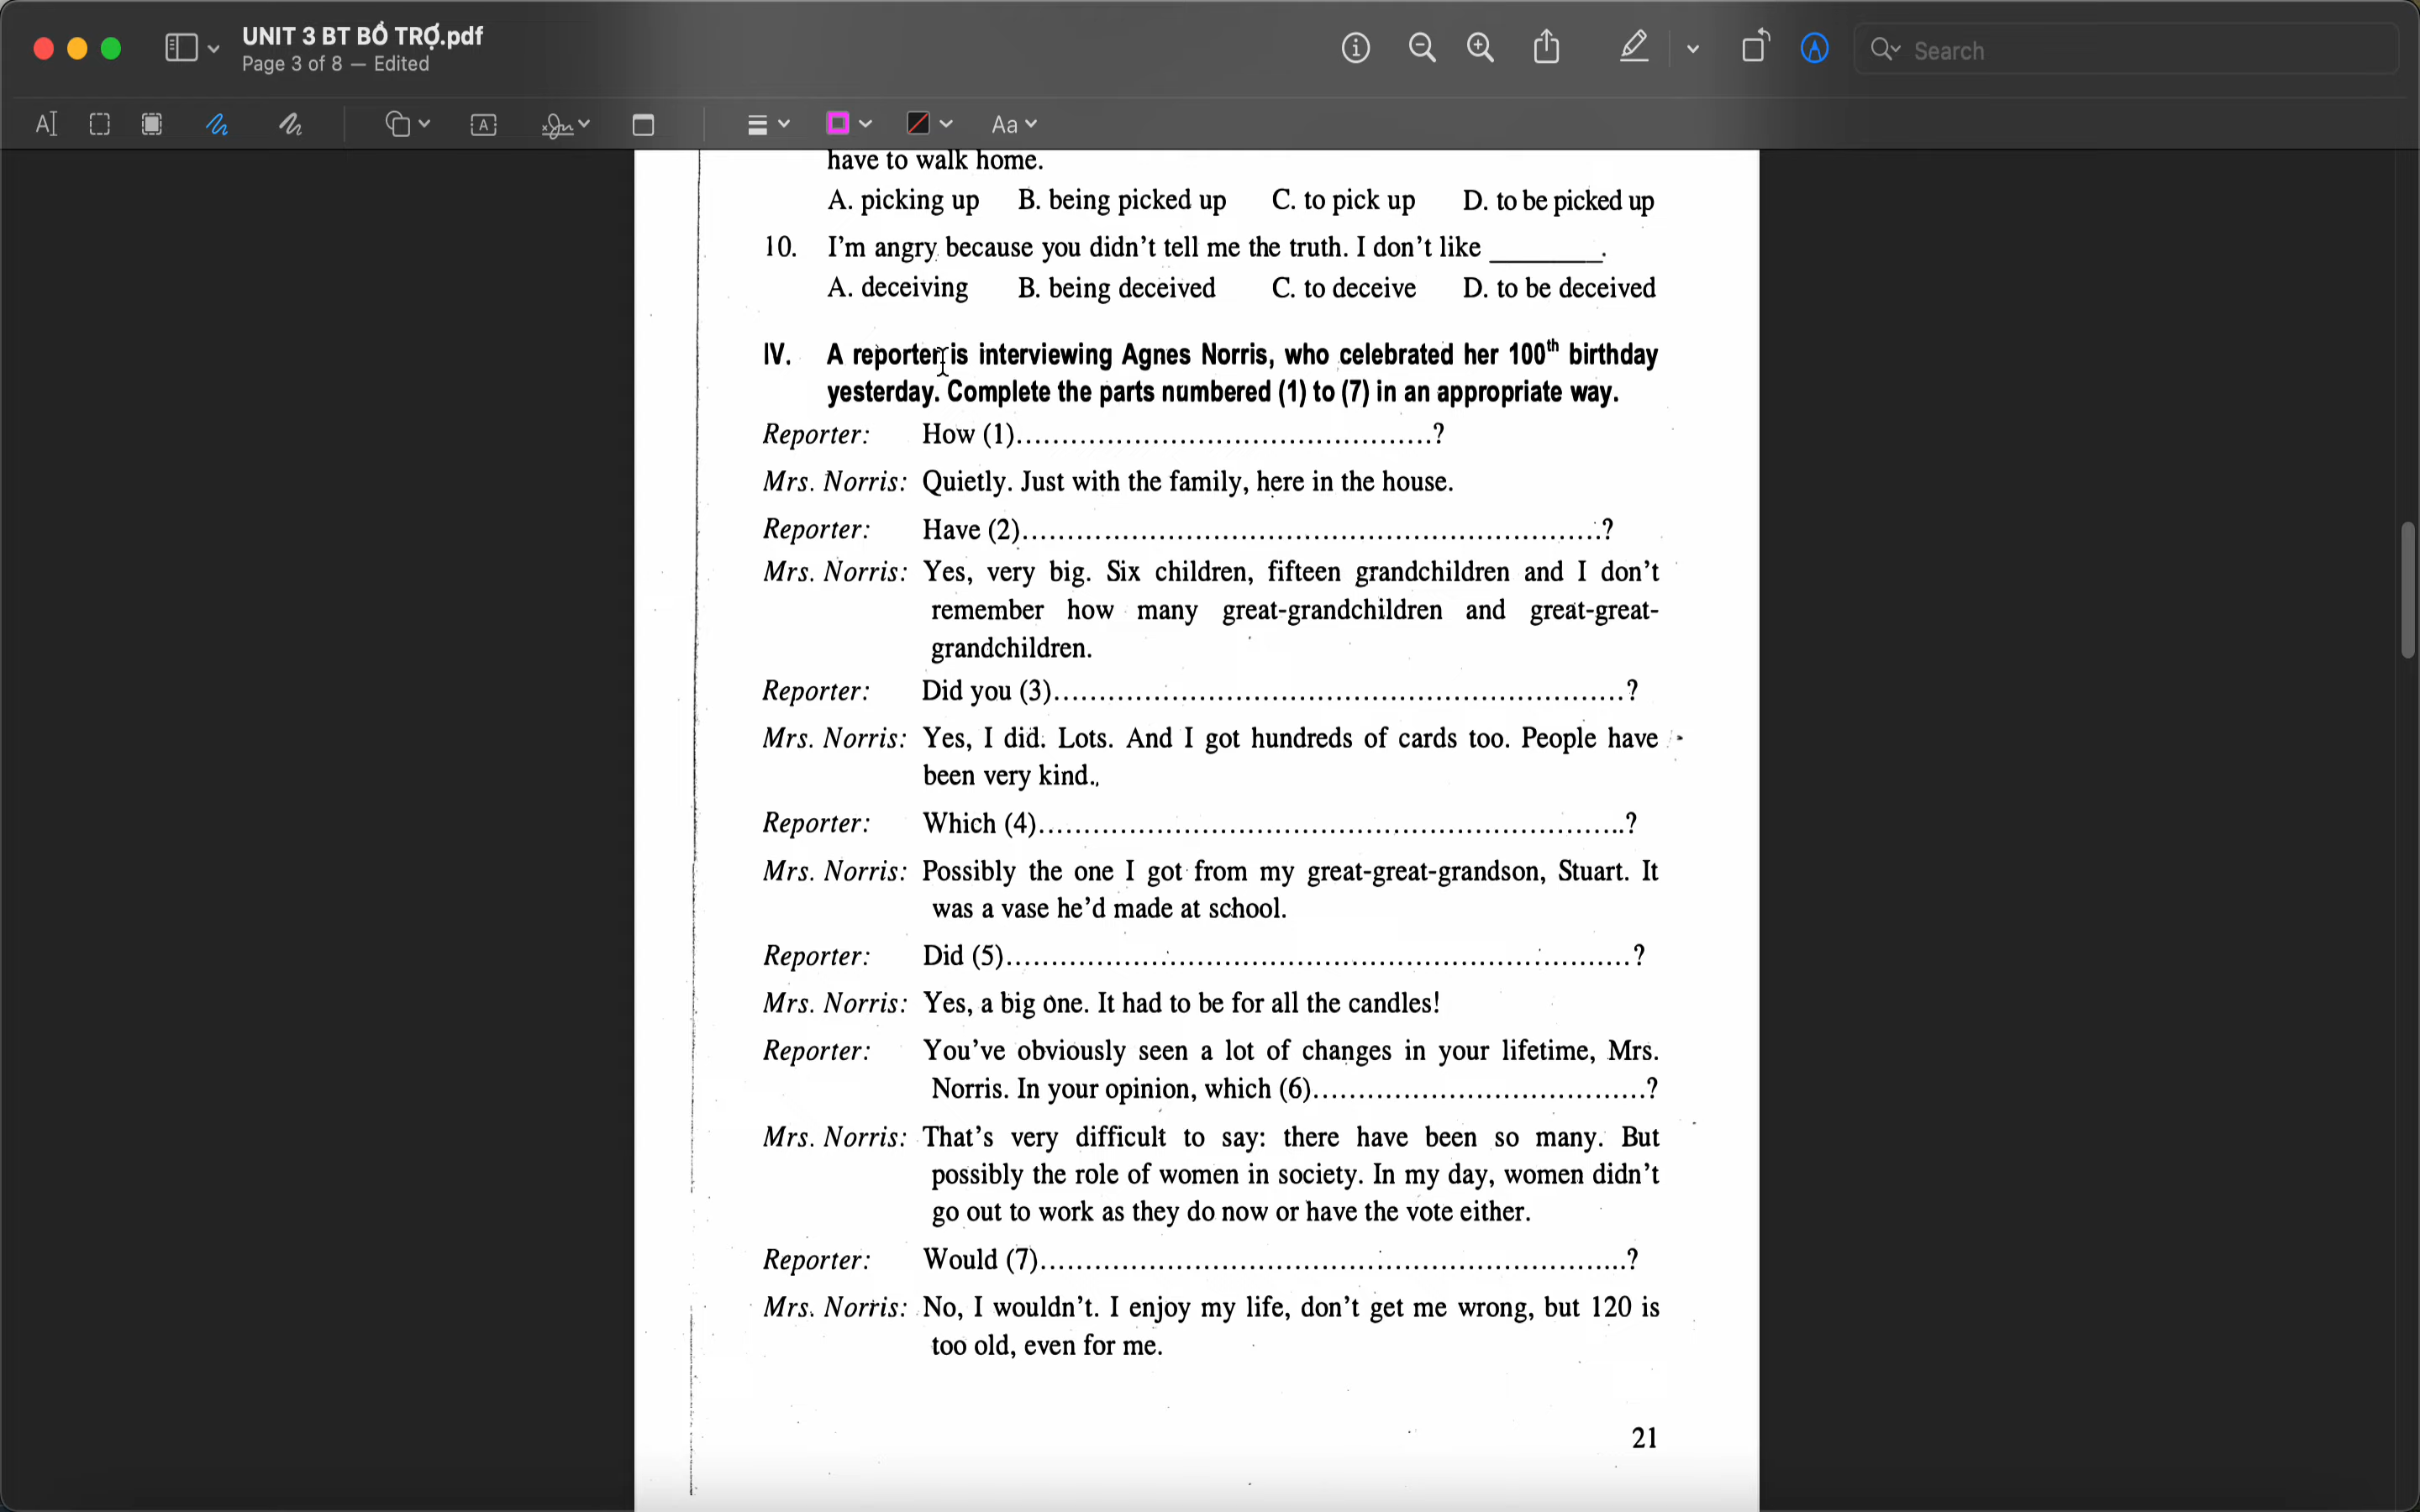 UNIT 3 BT BỔ TRỢ.pdf
Page 3 of 8 — Edited
Search
Aa
have to walk home.
A. picking up B. being picked up C. to pick up D. to be picked up
10. I'm angry because you didn't tell me the truth. I don't like ________.
A. deceiving B. being deceived C. to deceive D. to be deceived
IV. A reporter is interviewing Agnes Norris, who celebrated her 100th birthday
yesterday. Complete the parts numbered (1) to (7) in an appropriate way.
Reporter: How (1)..............................................?
Mrs. Norris: Quietly. Just with the family, here in the house.
Reporter: Have (2)................................................................?
Mrs. Norris: Yes, very big. Six children, fifteen grandchildren and I don't
remember how many great-grandchildren and great-great-
grandchildren.
Reporter: Did you (3)...............................................................?
Mrs. Norris: Yes, I did. Lots. And I got hundreds of cards too. People have
been very kind.
Reporter: Which (4)................................................................?
Mrs. Norris: Possibly the one I got from my great-great-grandson, Stuart. It
was a vase he'd made at school.
Reporter: Did (5).....................................................................?
Mrs. Norris: Yes, a big one. It had to be for all the candles!
Reporter: You've obviously seen a lot of changes in your lifetime, Mrs.
Norris. In your opinion, which (6).....................................?
Mrs. Norris: That's very difficult to say: there have been so many. But
possibly the role of women in society. In my day, women didn't
go out to work as they do now or have the vote either.
Reporter: Would (7)................................................................?
Mrs. Norris: No, I wouldn't. I enjoy my life, don't get me wrong, but 120 is
too old, even for me.
21